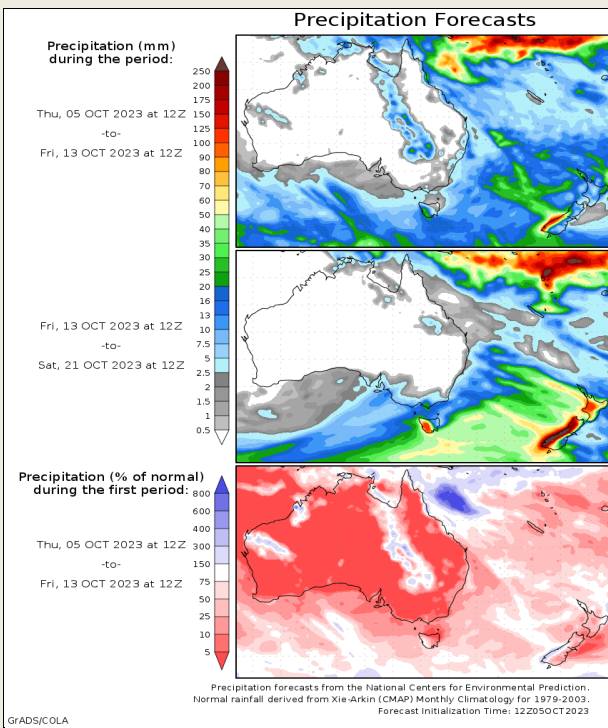 Precipitation Forecasts
Precipitation (mm)
during the period:
Thu, 05 OCT 2023 at 12Z
-to-
Fri, 13 OCT 2023 at 12Z
250
200
175
150
125
100
90
80
70
60
50
40
35
30
25
20
16
13
10
7.5
5
2.5
2
1.5
1
0.5
Fri, 13 OCT 2023 at 12Z
-to-
Sat, 21 OCT 2023 at 12Z
Precipitation (% of normal)
during the first period:
Thu, 05 OCT 2023 at 12Z
-to-
Fri, 13 OCT 2023 at 12Z
800
600
400
300
150
75
50
25
10
5
Precipitation forecasts from the National Centers for Environmental Prediction.
Normal rainfall derived from Xie-Arkin (CMAP) Monthly Climatology for 1979-2003.
Forecast Initialization Time: 12Z05OCT2023
GrADS/COLA